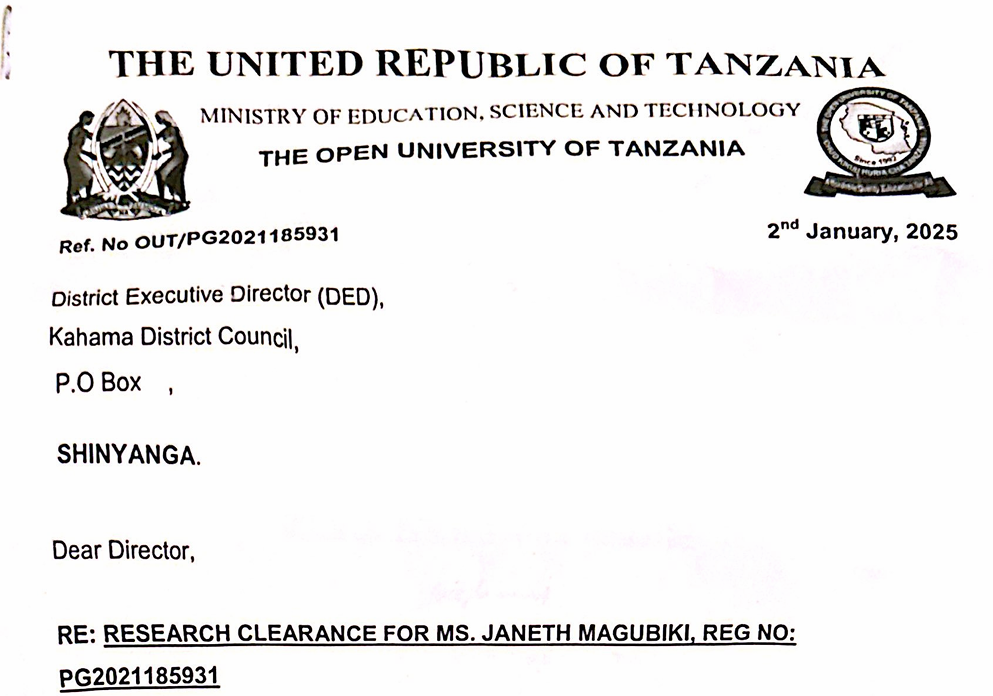 THE UNITED REPUBLIC OF TANZANIA
MINISTRY OF EDUCATION, SCIENCE AND TECHNOLOGY
THE OPEN UNIVERSITY OF TANZANIA
Since 1992
Ref. No OUT/PG2021185931
2nd January, 2025
District Executive Director (DED),
Kahama District Council,
P.O Box ,
SHINYANGA.
Dear Director,
RE: RESEARCH CLEARANCE FOR MS. JANETH MAGUBIKI, REG NO:
PG2021185931